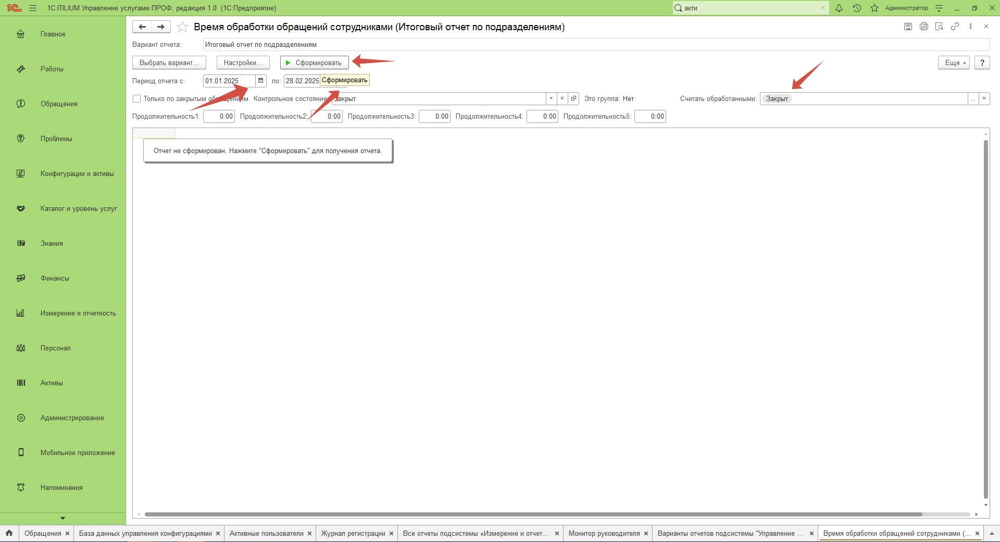 1С:ITILIUM Управление услугами ПРОФ, редакция 1.0 (1С:Предприятие)
акти
Администратор
Главное
Работы
Обращения
Проблемы
Конфигурации и активы
Каталог и уровень услуг
Знания
Финансы
Измерение и отчетность
Персонал
Активы
Администрирование
Мобильное приложение
Напоминания
Время обработки обращений сотрудниками (Итоговый отчет по подразделениям)
Вариант отчета: Итоговый отчет по подразделениям
Выбрать вариант... Настройки... Сформировать Еще ?
Период отчета с: 01.01.2025 по: 28.02.2025 Сформировать
Только по закрытым обращениям Контрольное состояние: Закрыт Это группа: Нет Считать обработанными: Закрыт ...
Продолжительность1: 0:00 Продолжительность2: 0:00 Продолжительность3: 0:00 Продолжительность4: 0:00 Продолжительность5: 0:00
Отчет не сформирован. Нажмите "Сформировать" для получения отчета.
Обращения База данных управления конфигурациями Активные пользователи Журнал регистрации Все отчеты подсистемы «Измерение и отчет... Монитор руководителя Варианты отчетов подсистемы "Управление ... Время обработки обращений сотрудниками (...